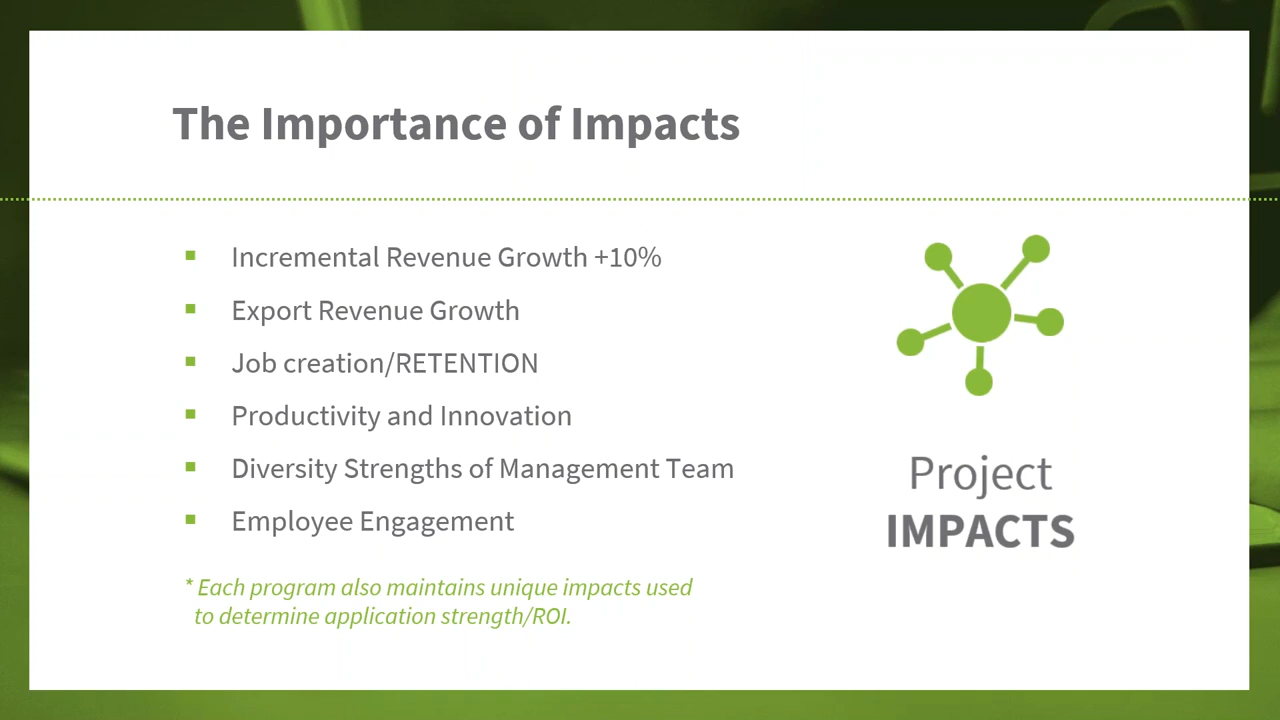 The Importance of Impacts
▪ Incremental Revenue Growth +10%
▪ Export Revenue Growth
▪ Job creation/RETENTION
▪ Productivity and Innovation
▪ Diversity Strengths of Management Team
▪ Employee Engagement
* Each program also maintains unique impacts used
to determine application strength/ROI.
Project
IMPACTS